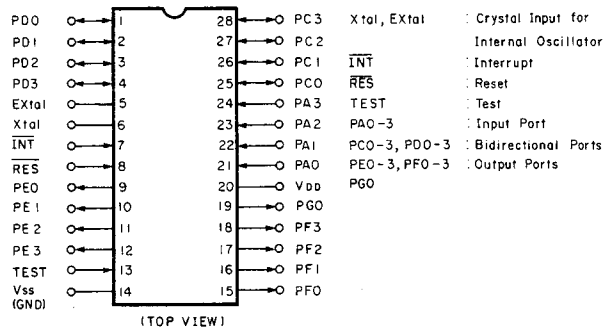 PD0 1 28 PC3 Xtal, EXtal : Crystal Input for
PD1 2 27 PC2 Internal Oscillator
PD2 3 26 PC1 INT : Interrupt
PD3 4 25 PC0 RES : Reset
EXtal 5 24 PA3 TEST : Test
Xtal 6 23 PA2 PA0-3 : Input Port
INT 7 22 PA1 PC0-3, PD0-3 : Bidirectional Ports
RES 8 21 PA0 PE0-3, PF0-3 : Output Ports
PE0 9 20 VDD PG0
PE1 10 19 PG0
PE2 11 18 PF3
PE3 12 17 PF2
TEST 13 16 PF1
Vss 14 15 PF0
(GND)
(TOP VIEW)